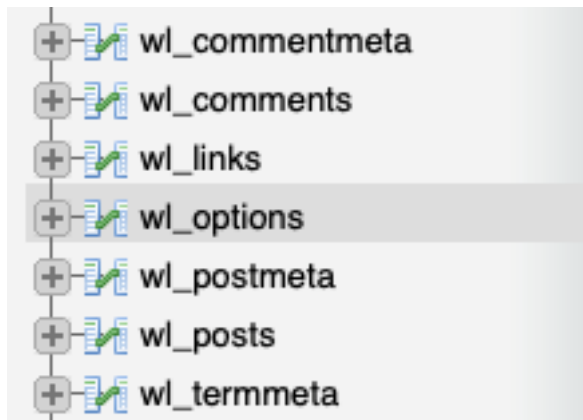 wl_commentmeta
wl_comments
wl_links
wl_options
wl_postmeta
wl_posts
wl_termmeta